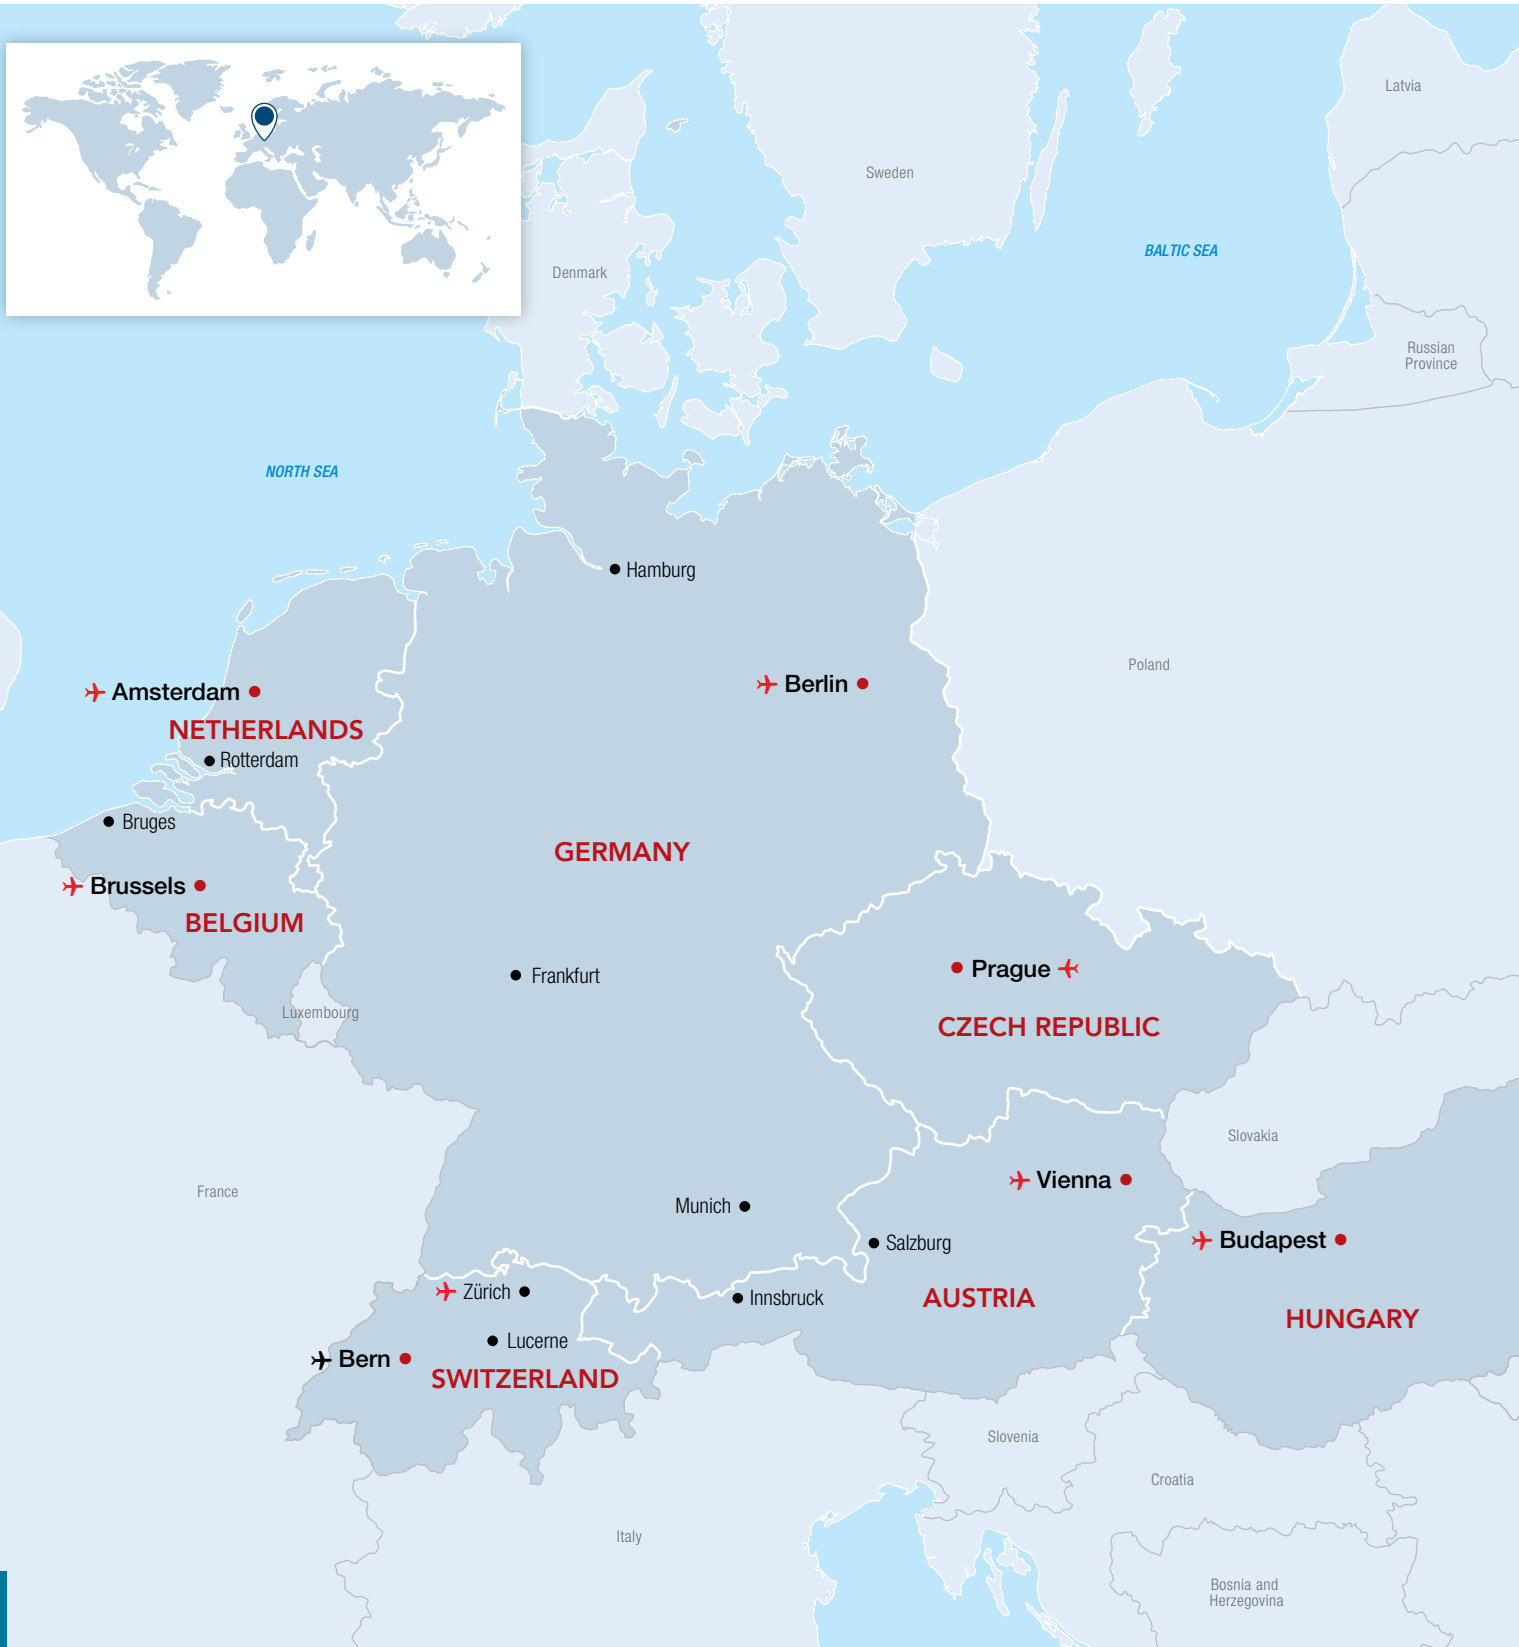 Latvia
Sweden
BALTIC SEA
Denmark
Russian
Province
NORTH SEA
Hamburg
Poland
Berlin
Amsterdam
NETHERLANDS
Rotterdam
Bruges
GERMANY
Brussels
BELGIUM
Prague
Frankfurt
Luxembourg
CZECH REPUBLIC
Slovakia
Vienna
France
Munich
Budapest
Salzburg
Zürich
Innsbruck
AUSTRIA
HUNGARY
Lucerne
Bern
SWITZERLAND
Slovenia
Croatia
Italy
Bosnia and
Herzegovina